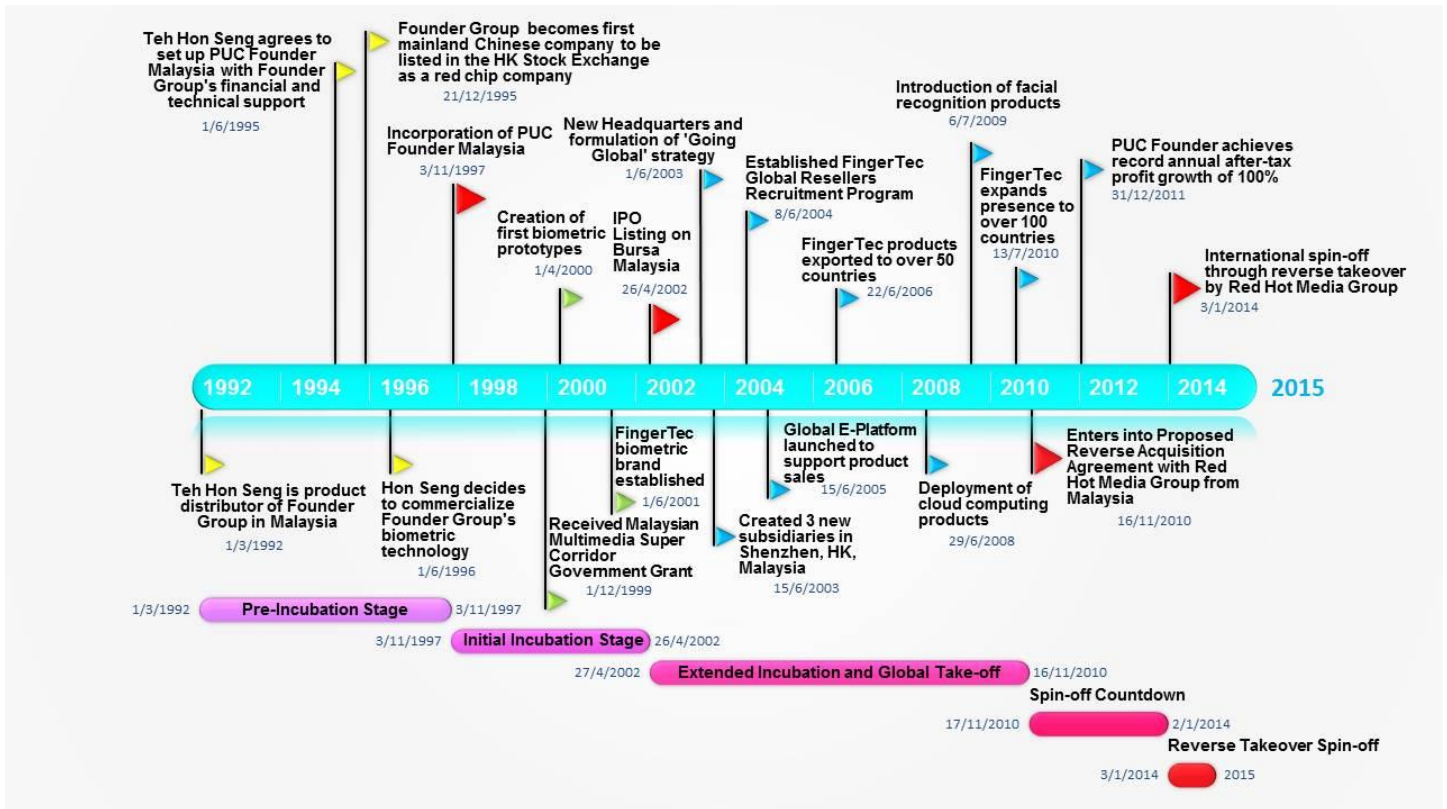 Teh Hon Seng agrees to
set up PUC Founder
Malaysia with Founder
Group's financial and
technical support
1/6/1995
Founder Group becomes first
mainland Chinese company to be
listed in the HK Stock Exchange
as a red chip company
21/12/1995
Incorporation of PUC
Founder Malaysia
3/11/1997
Creation of
first biometric
prototypes
1/4/2000
IPO
Listing on
Bursa
Malaysia
26/4/2002
New Headquarters and
formulation of 'Going
Global' strategy
1/6/2003
Established FingerTec
Global Resellers
Recruitment Program
8/6/2004
FingerTec products
exported to over 50
countries
22/6/2006
Introduction of facial
recognition products
6/7/2009
FingerTec
expands
presence to
over 100
countries
13/7/2010
PUC Founder achieves
record annual after-tax
profit growth of 100%
31/12/2011
International spin-off
through reverse takeover
by Red Hot Media Group
3/1/2014
1992 1994 1996 1998 2000 2002 2004 2006 2008 2010 2012 2014 2015
Teh Hon Seng is product
distributor of Founder
Group in Malaysia
1/3/1992
Hon Seng decides
to commercialize
Founder Group's
biometric
technology
1/6/1996
Received Malaysian
Multimedia Super
Corridor
Government Grant
1/12/1999
FingerTec
biometric
brand
established
1/6/2001
Created 3 new
subsidiaries in
Shenzhen, HK,
Malaysia
15/6/2003
Global E-Platform
launched to
support product
sales
15/6/2005
Deployment of
cloud computing
products
29/6/2008
Enters into Proposed
Reverse Acquisition
Agreement with Red
Hot Media Group from
Malaysia
16/11/2010
1/3/1992 Pre-Incubation Stage 3/11/1997
3/11/1997 Initial Incubation Stage 26/4/2002
27/4/2002 Extended Incubation and Global Take-off 16/11/2010
Spin-off Countdown
17/11/2010 2/1/2014
Reverse Takeover Spin-off
3/1/2014 2015